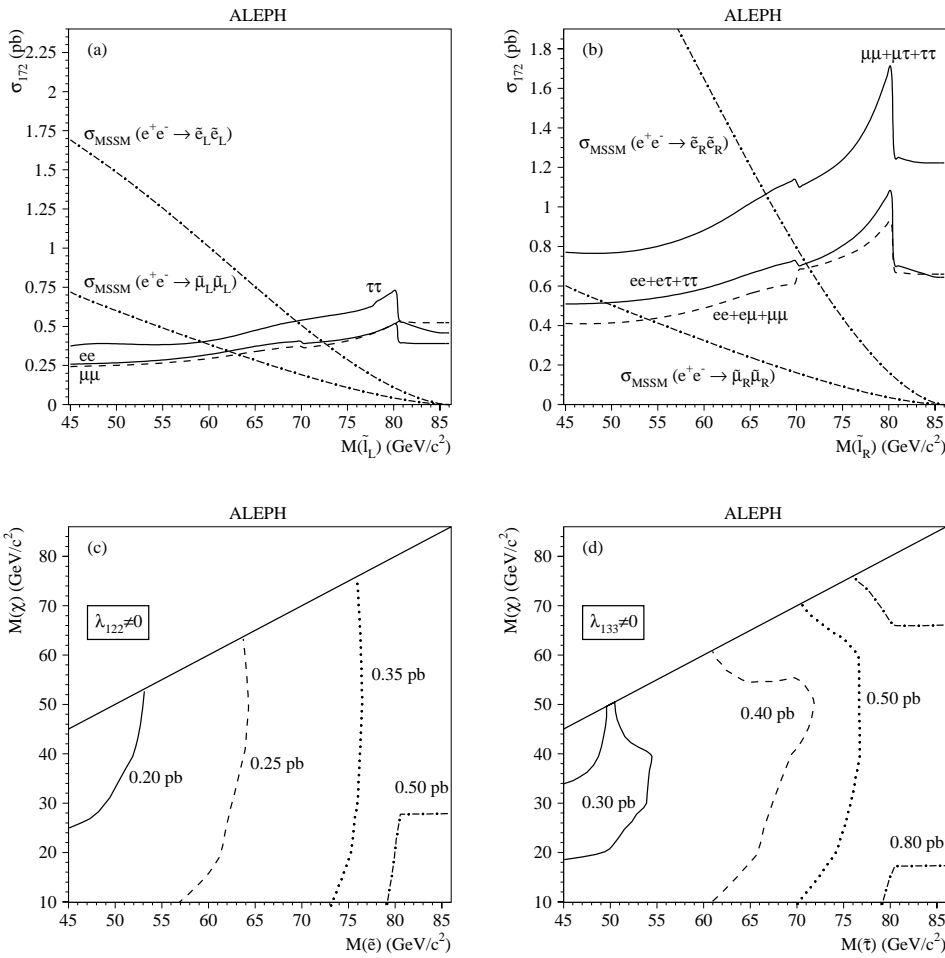 ALEPH
σ172 (pb)
(a)
2.25
2
1.75
1.5
1.25
1
0.75
0.5
0.25
0
σMSSM (e+e- → ẽLẽL)
σMSSM (e+e- → μ̃Lμ̃L)
ττ
ee
μμ
45 50 55 60 65 70 75 80 85
M(l̃L) (GeV/c2)
ALEPH
σ172 (pb)
(b)
1.8
1.6
1.4
1.2
1
0.8
0.6
0.4
0.2
0
μμ+μτ+ττ
σMSSM (e+e- → ẽRẽR)
ee+eτ+ττ
ee+eμ+μμ
σMSSM (e+e- → μ̃Rμ̃R)
45 50 55 60 65 70 75 80 85
M(l̃R) (GeV/c2)
ALEPH
M(χ) (GeV/c2)
(c)
80
70
60
50
40
30
20
10
λ122≠0
0.20 pb
0.25 pb
0.35 pb
0.50 pb
45 50 55 60 65 70 75 80 85
M(ẽ) (GeV/c2)
ALEPH
M(χ) (GeV/c2)
(d)
80
70
60
50
40
30
20
10
λ133≠0
0.30 pb
0.40 pb
0.50 pb
0.80 pb
45 50 55 60 65 70 75 80 85
M(τ̃) (GeV/c2)